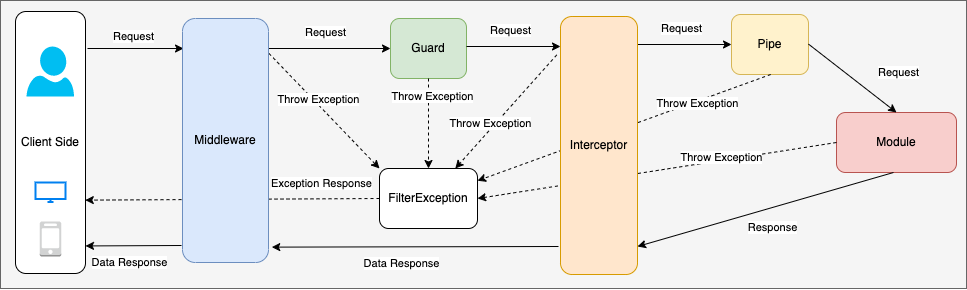 Request
Request
Request
Request
Pipe
Guard
Request
Throw Exception
Throw Exception
Throw Exception
Throw Exception
Client Side
Middleware
Interceptor
Module
Throw Exception
Exception Response
FilterException
Response
Data Response
Data Response